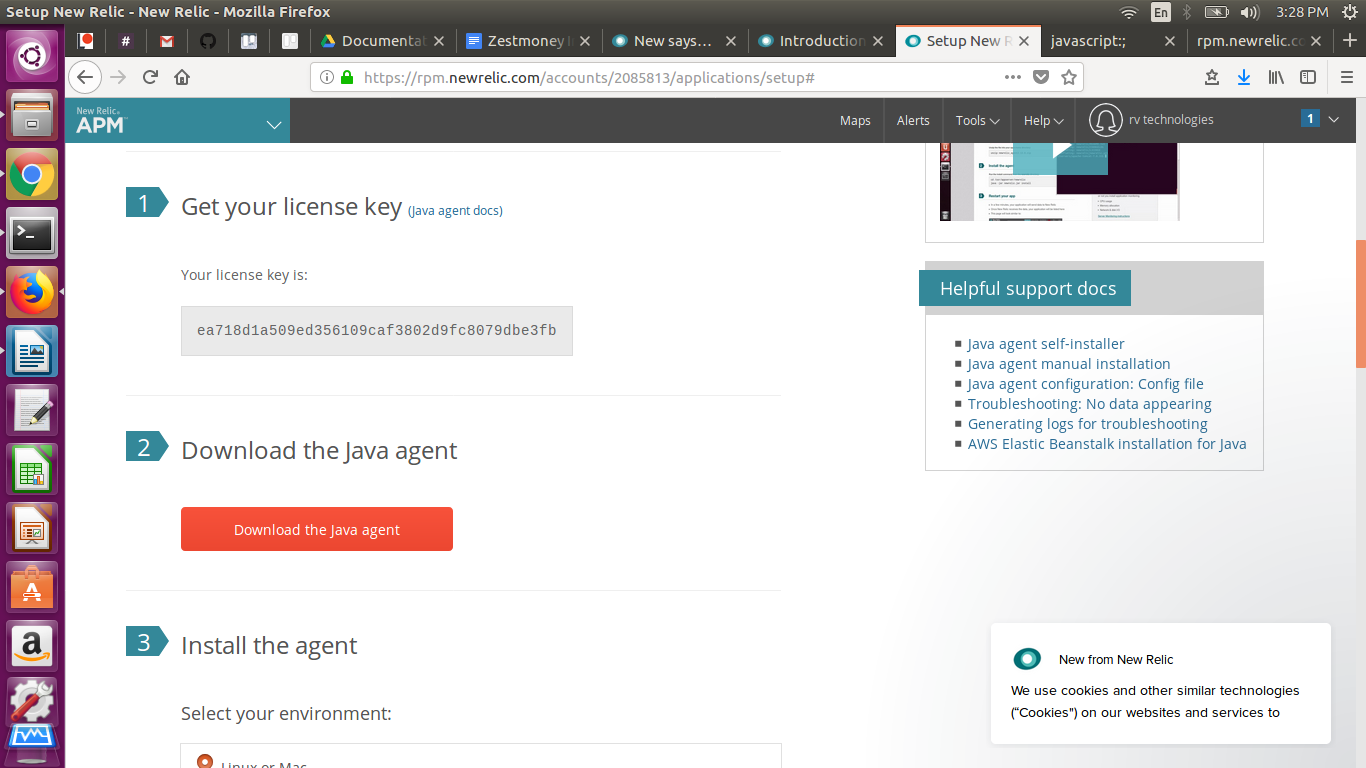 Setup New Relic - New Relic - Mozilla Firefox
En
3:28 PM
Documentat
Zestmoney I
New says...
Introduction
Setup New R
javascript:;
rpm.newrelic.co
https://rpm.newrelic.com/accounts/2085813/applications/setup#
New Relic
APM
Maps
Alerts
Tools
Help
rv technologies
1
1 Get your license key (Java agent docs)
Your license key is:
ea718d1a509ed356109caf3802d9fc8079dbe3fb
2 Download the Java agent
Download the Java agent
3 Install the agent
Select your environment:
Linux or Mac
Helpful support docs
Java agent self-installer
Java agent manual installation
Java agent configuration: Config file
Troubleshooting: No data appearing
Generating logs for troubleshooting
AWS Elastic Beanstalk installation for Java
New from New Relic
We use cookies and other similar technologies
(“Cookies") on our websites and services to